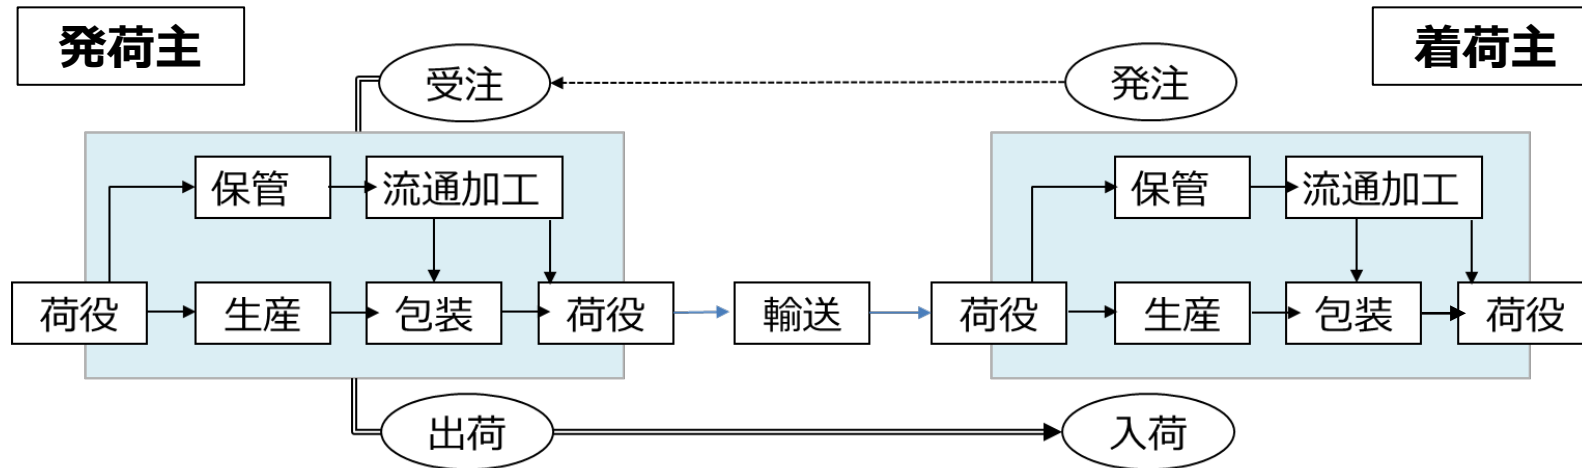 発荷主
着荷主
受注
発注
保管
流通加工
保管
流通加工
荷役
生産
包装
荷役
輸送
荷役
生産
包装
荷役
出荷
入荷